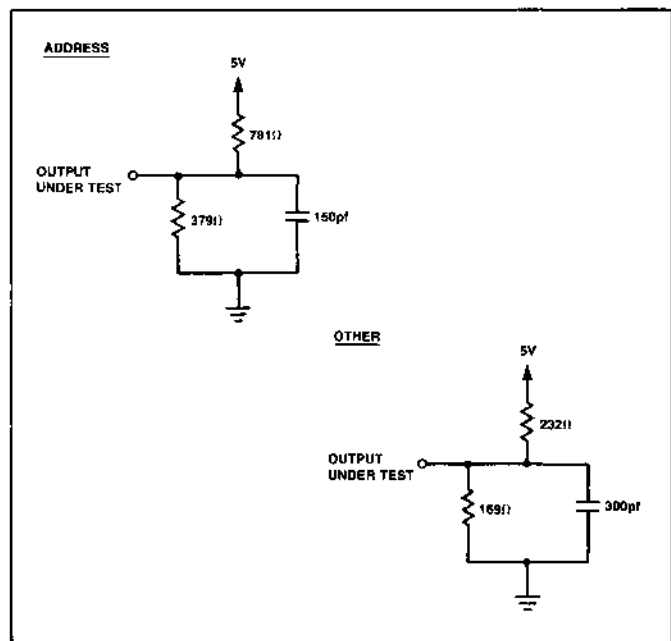 ADDRESS
5V
781Ω
OUTPUT
UNDER TEST
379Ω
150pf
OTHER
5V
232Ω
OUTPUT
UNDER TEST
169Ω
300pf